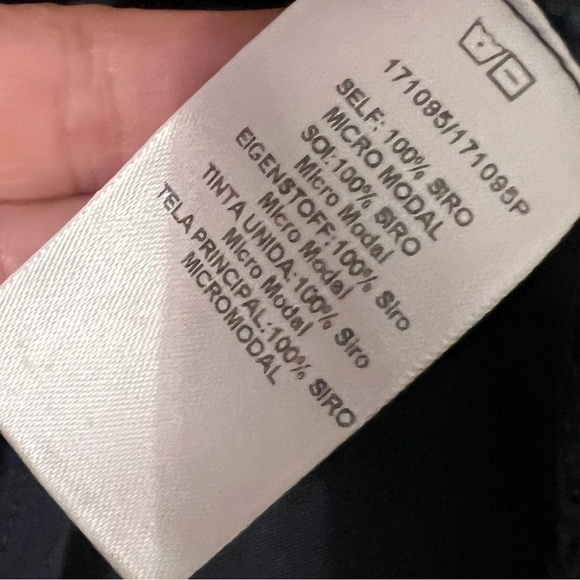 171095/171095P
SELF: 100% SIRO
MICRO MODAL
SOI:100% SIRO
Micro Modal
EIGENSTOFF:100% Siro
Micro Modal
TINTA UNIDA:100% Siro
Micro Modal
TELA PRINCIPAL:100% SIRO
MICROMODAL